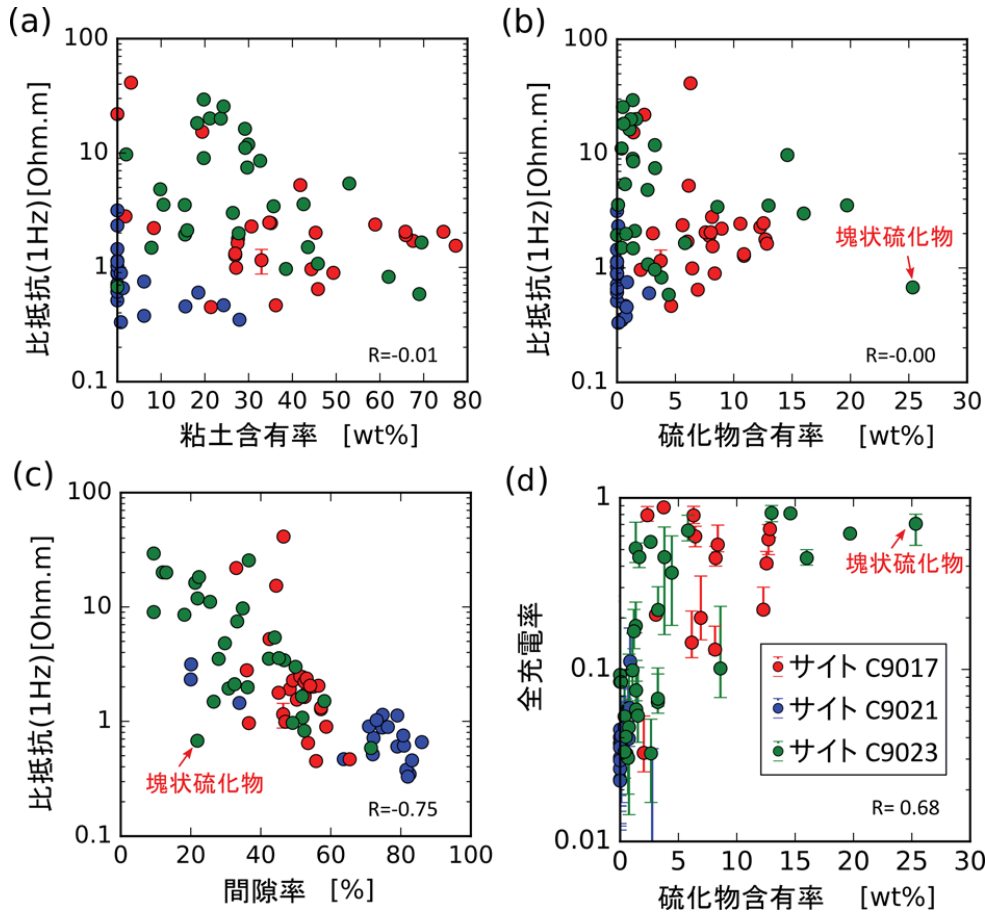 (a)
100
10
1
0.1
比抵抗(1Hz)[Ohm.m]
R=-0.01
0 10 20 30 40 50 60 70 80
粘土含有率 [wt%]
(b)
100
10
1
0.1
比抵抗(1Hz)[Ohm.m]
塊状硫化物
R=-0.00
0 5 10 15 20 25 30
硫化物含有率 [wt%]
(c)
100
10
1
0.1
比抵抗(1Hz)[Ohm.m]
塊状硫化物
R=-0.75
0 20 40 60 80 100
間隙率 [%]
(d)
1
0.1
0.01
全充電率
塊状硫化物
サイト C9017
サイト C9021
サイト C9023
R= 0.68
0 5 10 15 20 25 30
硫化物含有率 [wt%]